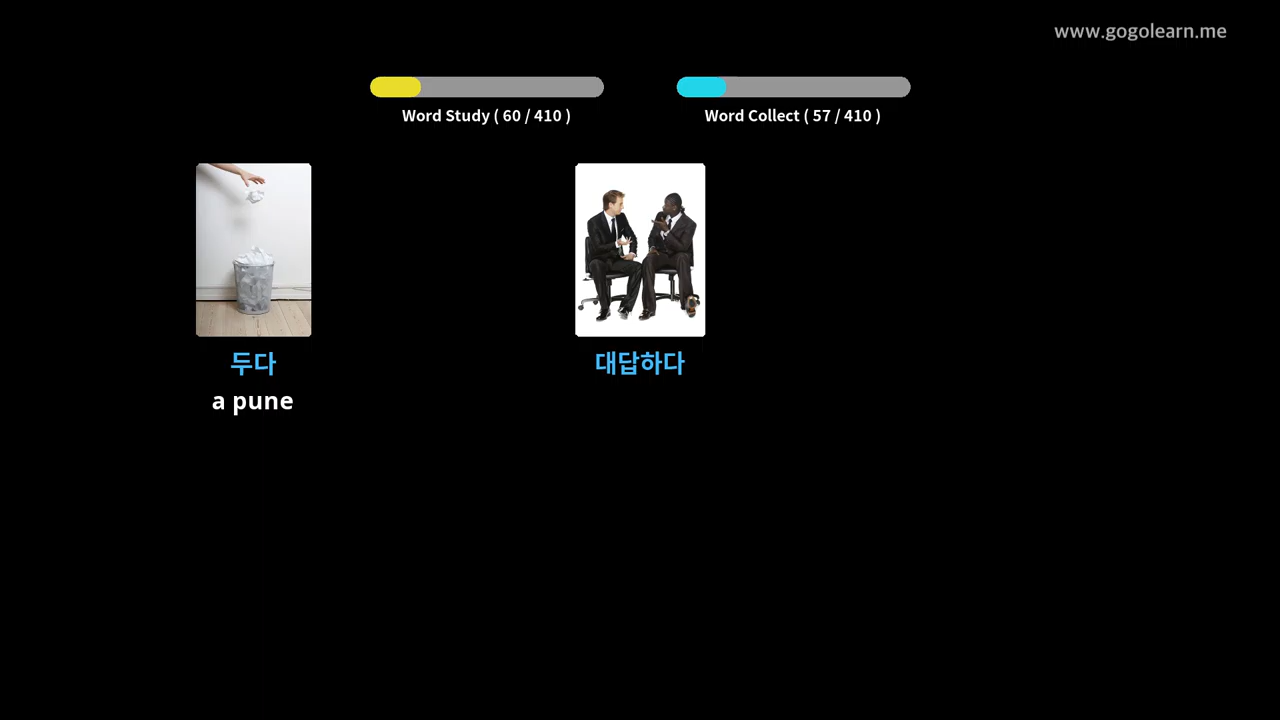 www.gogolearn.me
Word Study ( 60 / 410 )
Word Collect ( 57 / 410 )
두다
a pune
대답하다